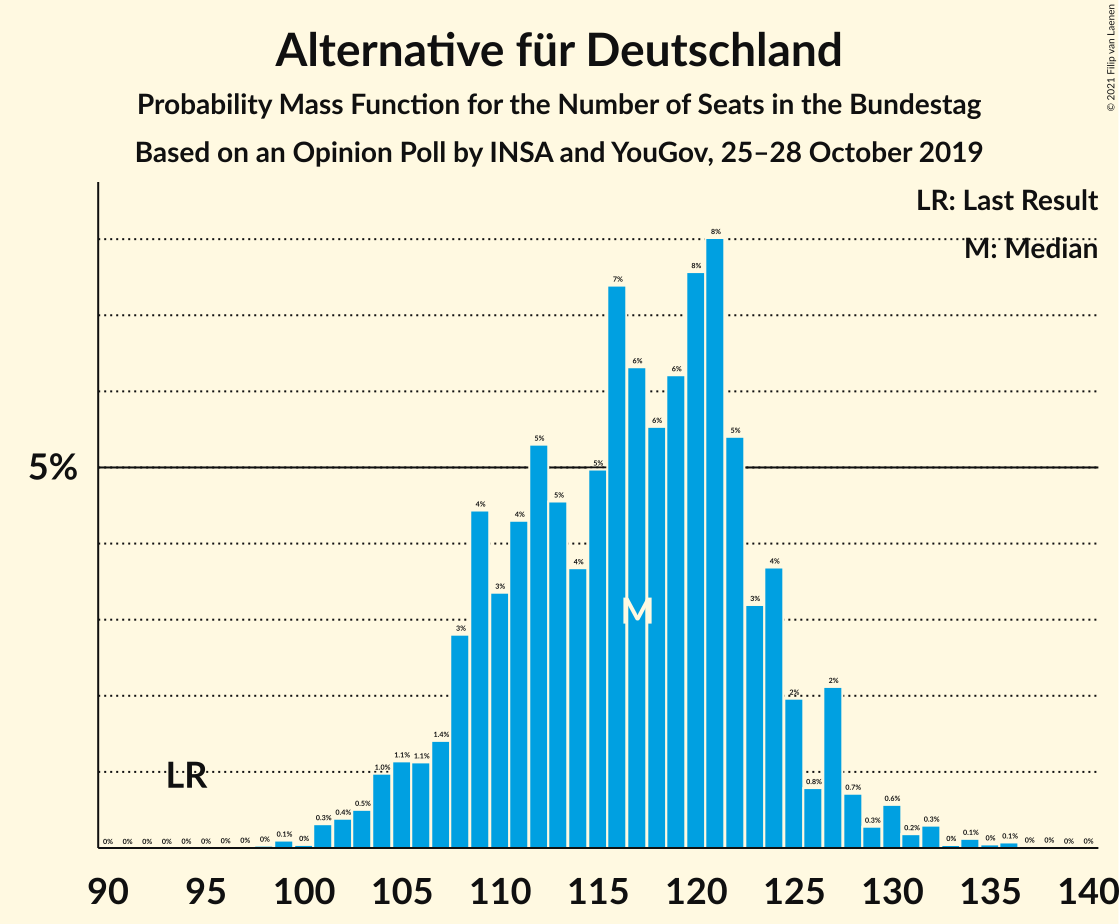 Alternative für Deutschland
Probability Mass Function for the Number of Seats in the Bundestag
Based on an Opinion Poll by INSA and YouGov, 25–28 October 2019
© 2021 Filip van Laenen
LR: Last Result
M: Median
5%
0% 0% 0% 0% 0% 0% 0% 0% 0% 0.1% 0% 0.3% 0.4% 0.5% 1.0% 1.1% 1.1% 1.4% 3% 4% 3% 4% 5% 5% 4% 5% 7% 6% 6% 6% 8% 8% 5% 3% 4% 2% 0.8% 2% 0.7% 0.3% 0.6% 0.2% 0.3% 0% 0.1% 0% 0.1% 0% 0% 0% 0%
M
LR
90 95 100 105 110 115 120 125 130 135 140